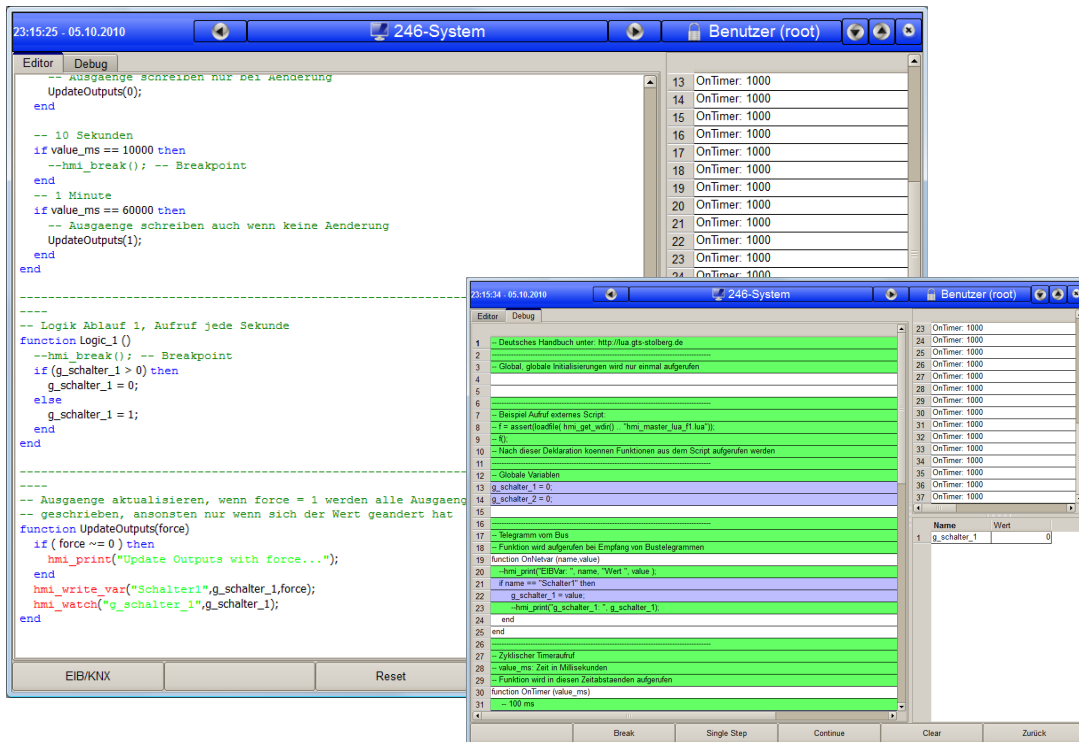 23:15:25 - 05.10.2010
246-System
Benutzer (root)
Editor
Debug
-- Ausgaenge schreiben nur bei Aenderung
UpdateOutputs(0);
end
-- 10 Sekunden
if value_ms == 10000 then
--hmi_break(); -- Breakpoint
end
-- 1 Minute
if value_ms == 60000 then
-- Ausgaenge schreiben auch wenn keine Aenderung
UpdateOutputs(1);
end
end
--------------------------------------------------
----
-- Logik Ablauf 1, Aufruf jede Sekunde
function Logic_1 ()
--hmi_break(); -- Breakpoint
if (g_schalter_1 > 0) then
g_schalter_1 = 0;
else
g_schalter_1 = 1;
end
end
--------------------------------------------------
----
-- Ausgaenge aktualisieren, wenn force = 1 werden alle Ausgaeng
-- geschrieben, ansonsten nur wenn sich der Wert geandert hat
function UpdateOutputs(force)
if ( force ~= 0 ) then
hmi_print("Update Outputs with force...");
end
hmi_write_var("Schalter1",g_schalter_1,force);
hmi_watch("g_schalter_1",g_schalter_1);
end
EIB/KNX
Reset
13 OnTimer: 1000
14 OnTimer: 1000
15 OnTimer: 1000
16 OnTimer: 1000
17 OnTimer: 1000
18 OnTimer: 1000
19 OnTimer: 1000
20 OnTimer: 1000
21 OnTimer: 1000
22 OnTimer: 1000
23 OnTimer: 1000
24 OnTimer: 1000
23:15:34 - 05.10.2010
246-System
Benutzer (root)
Editor
Debug
1 -- Deutsches Handbuch unter: http://lua.gts-stolberg.de
2 --------------------------------------------------
3 -- Global, globale Initialisierungen wird nur einmal aufgerufen
4
5
6 --------------------------------------------------
7 -- Beispiel Aufruf externes Script:
8 -- f = assert(loadfile( hmi_get_wdir() .. "hmi_master_lua_f1.lua"));
9 -- f();
10 -- Nach dieser Deklaration koennen Funktionen aus dem Script aufgerufen werden
11 --------------------------------------------------
12 -- Globale Variablen
13 g_schalter_1 = 0;
14 g_schalter_2 = 0;
15
16 --------------------------------------------------
17 -- Telegramm vom Bus
18 -- Funktion wird aufgerufen bei Empfang von Bustelegrammen
19 function OnNetvar (name,value)
20 --hmi_print("EIBVar: ", name, "Wert ", value );
21 if name == "Schalter1" then
22 g_schalter_1 = value;
23 --hmi_print("g_schalter_1: ", g_schalter_1);
24 end
25 end
26 --------------------------------------------------
27 -- Zyklischer Timeraufruf
28 -- value_ms: Zeit in Millisekunden
29 -- Funktion wird in diesen Zeitabstaenden aufgerufen
30 function OnTimer (value_ms)
31 -- 100 ms
23 OnTimer: 1000
24 OnTimer: 1000
25 OnTimer: 1000
26 OnTimer: 1000
27 OnTimer: 1000
28 OnTimer: 1000
29 OnTimer: 1000
30 OnTimer: 1000
31 OnTimer: 1000
32 OnTimer: 1000
33 OnTimer: 1000
34 OnTimer: 1000
35 OnTimer: 1000
36 OnTimer: 1000
37 OnTimer: 1000
Name Wert
1 g_schalter_1 0
Break
Single Step
Continue
Clear
Zurück